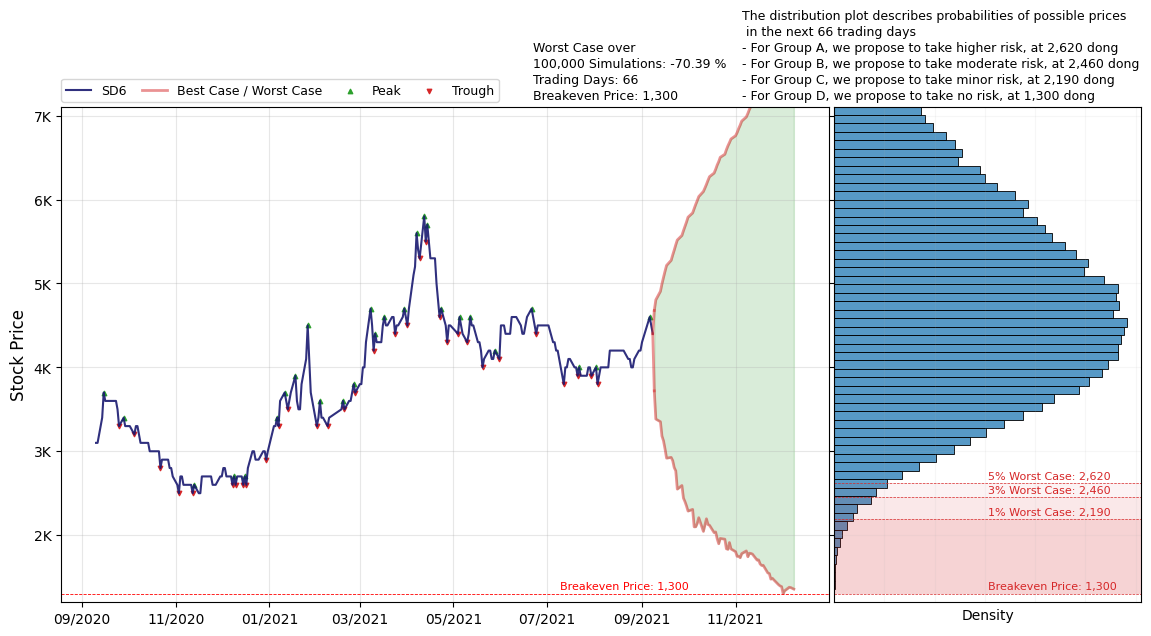 The distribution plot describes probabilities of possible prices
in the next 66 trading days
- For Group A, we propose to take higher risk, at 2,620 dong
- For Group B, we propose to take moderate risk, at 2,460 dong
- For Group C, we propose to take minor risk, at 2,190 dong
- For Group D, we propose to take no risk, at 1,300 dong
Worst Case over
100,000 Simulations: -70.39 %
Trading Days: 66
Breakeven Price: 1,300
SD6
Best Case / Worst Case
Peak
Trough
Stock Price
7K
6K
5K
4K
3K
2K
Breakeven Price: 1,300
09/2020
11/2020
01/2021
03/2021
05/2021
07/2021
09/2021
11/2021
5% Worst Case: 2,620
3% Worst Case: 2,460
1% Worst Case: 2,190
Breakeven Price: 1,300
Density